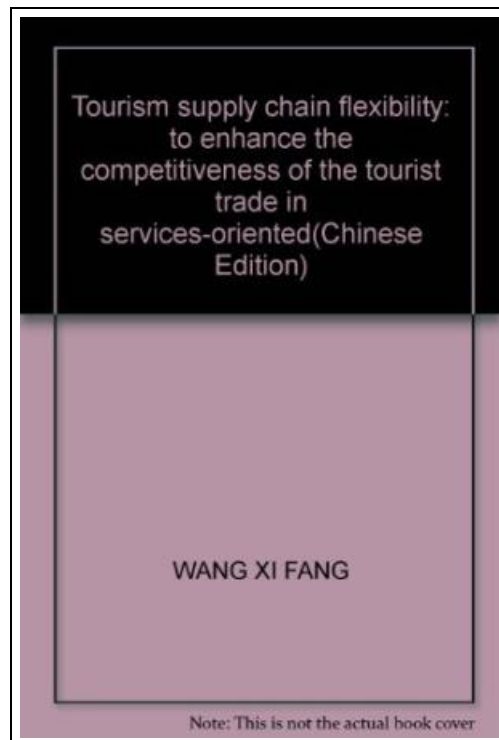 Tourism supply chain flexibility:
to enhance the
competitiveness of the tourist
trade in
services-oriented(Chinese
Edition)
WANG XI FANG
Note: This is not the actual book cover